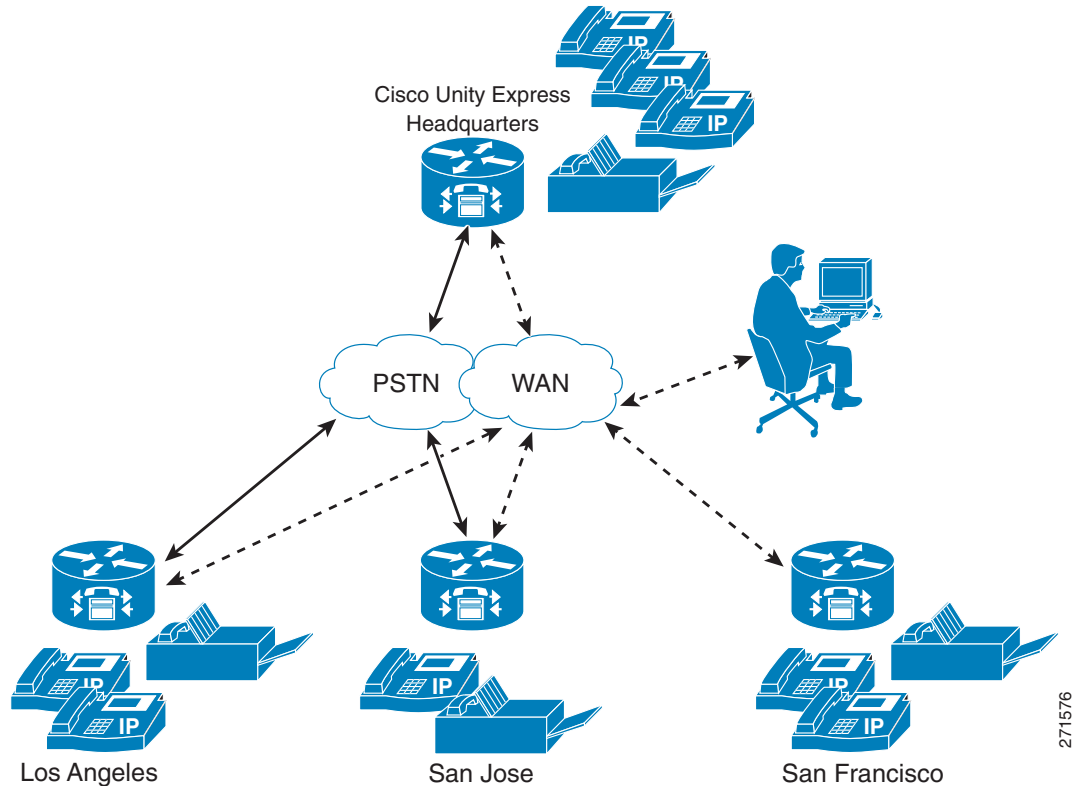 IP
IP
IP
Cisco Unity Express
Headquarters
PSTN
WAN
IP
IP
Los Angeles
IP
San Jose
IP
IP
San Francisco
271576